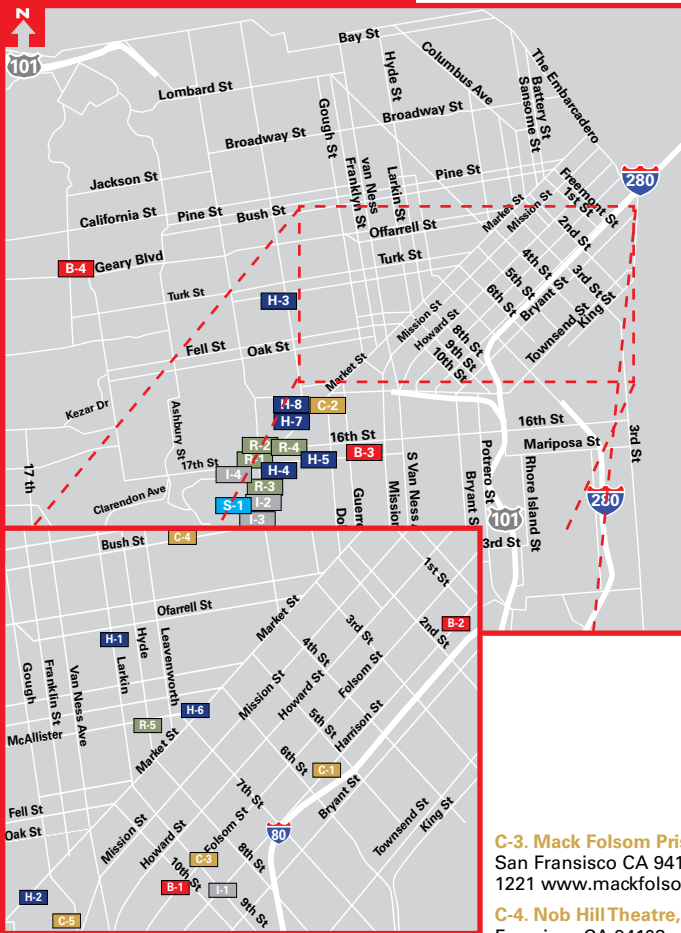 N
101
Bay St
Lombard St
Hyde St
Columbus Ave
The Embarcadero
Battery St
Sansome St
Broadway St
Broadway St
Gough St
Franklyn St
van Ness
Larkin St
Pine St
Jackson St
California St
Pine St
Bush St
Offarrell St
Market St
Mission St
Freemont St
1st St
2nd St
280
B-4
Geary Blvd
Turk St
Turk St
H-3
4th St
5th St
6th St
3rd St
Bryant St
King St
Townsend St
Mission St
Howard St
8th St
9th St
10th St
Fell St
Oak St
Market St
Kezar Dr
Ashbury St
H-8
C-2
H-7
16th St
16th St
Mariposa St
3rd St
R-2
R-4
R-1
17th St
H-5
B-3
I-4
H-4
R-3
17 th
Clarendon Ave
S-1
I-2
I-3
Do
Guerre
Mission
S Van Ness A
Bryant S
Potrero St
101
Rhore Island St
280
3rd St
Bush St
C-4
1st St
Ofarrell St
Market St
3rd St
2nd St
B-2
H-1
Hyde
Larkin
Leavenworth
4th St
Folsom St
Gough
Franklin St
Van Ness Ave
Mission St
Howard St
5th St
Harrison St
H-6
R-5
McAllister
Market St
6th St
C-1
Bryant St
7th St
Fell St
Oak St
Mission St
Howard St
Folsom St
80
Townsend St
King St
8th St
C-3
10th St
B-1
I-1
9th St
H-2
C-5
C-3. Mack Folsom Pris
San Fransisco CA 941
1221 www.mackfolso
C-4. Nob Hill Theatre,